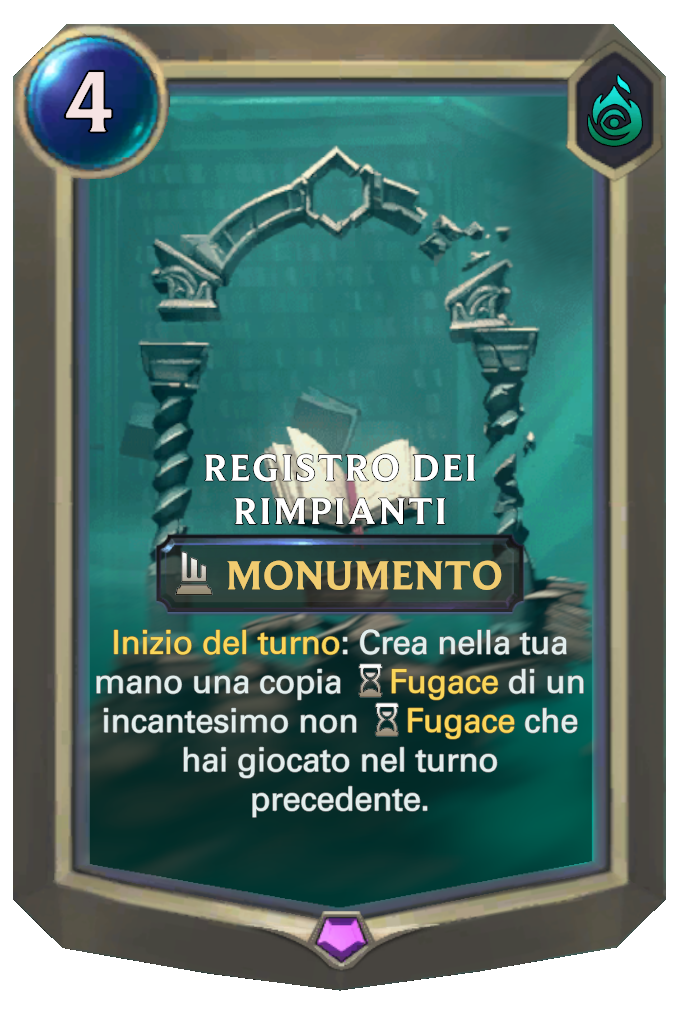 4
REGISTRO DEI
RIMPIANTI
MONUMENTO
Inizio del turno: Crea nella tua
mano una copia Fugace di un
incantesimo non Fugace che
hai giocato nel turno
precedente.